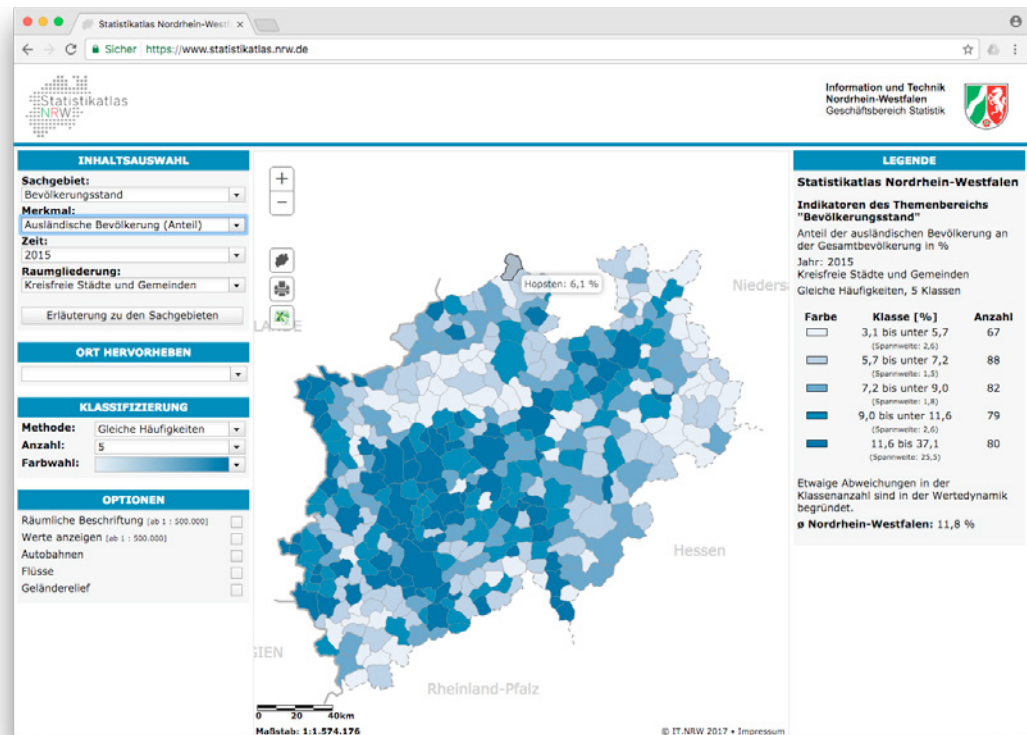 Statistikatlas Nordrhein-Westf
Sicher https://www.statistikatlas.nrw.de
Statistikatlas
NRW
Information und Technik
Nordrhein-Westfalen
Geschäftsbereich Statistik
INHALTSAUSWAHL
Sachgebiet:
Bevölkerungsstand
Merkmal:
Ausländische Bevölkerung (Anteil)
Zeit:
2015
Raumgliederung:
Kreisfreie Städte und Gemeinden
Erläuterung zu den Sachgebieten
ORT HERVORHEBEN
KLASSIFIZIERUNG
Methode: Gleiche Häufigkeiten
Anzahl: 5
Farbwahl:
OPTIONEN
Räumliche Beschriftung [ab 1 : 500.000]
Werte anzeigen [ab 1 : 500.000]
Autobahnen
Flüsse
Geländerelief
+
−
Hopsten: 6,1 %
Nieders
LANDE
Hessen
GIEN
Rheinland-Pfalz
0 20 40km
Maßstab: 1:1.574.176
© IT.NRW 2017 • Impressum
LEGENDE
Statistikatlas Nordrhein-Westfalen
Indikatoren des Themenbereichs
"Bevölkerungsstand"
Anteil der ausländischen Bevölkerung an
der Gesamtbevölkerung in %
Jahr: 2015
Kreisfreie Städte und Gemeinden
Gleiche Häufigkeiten, 5 Klassen
Farbe Klasse [%] Anzahl
3,1 bis unter 5,7 67
(Spannweite: 2,6)
5,7 bis unter 7,2 88
(Spannweite: 1,5)
7,2 bis unter 9,0 82
(Spannweite: 1,8)
9,0 bis unter 11,6 79
(Spannweite: 2,6)
11,6 bis 37,1 80
(Spannweite: 25,5)
Etwaige Abweichungen in der
Klassenanzahl sind in der Wertedynamik
begründet.
ø Nordrhein-Westfalen: 11,8 %